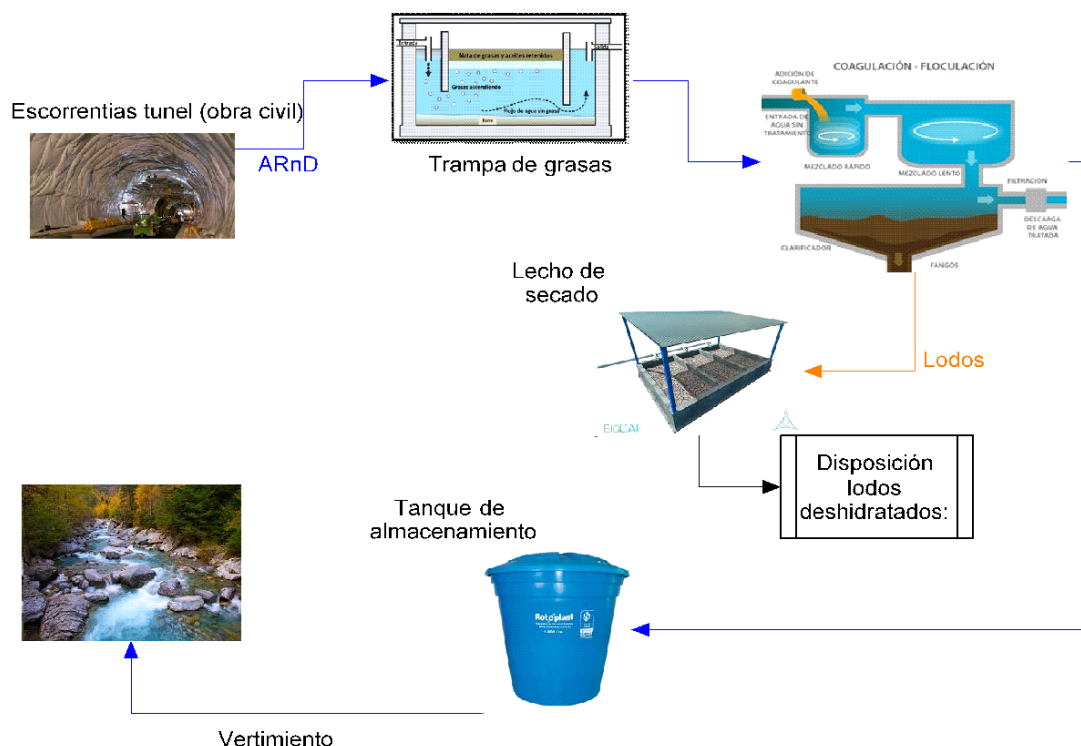 Escorrentias tunel (obra civil)
ARnD
Entrada
Salida
Nata de grasas y aceites retenidos
Grasas ascendiendo
Flujo de agua sin grasa
Trampa de grasas
COAGULACIÓN - FLOCULACIÓN
ADICIÓN DE
COAGULANTE
ENTRADA DE
AGUA SIN
TRATAMIENTO
MEZCLADO RÁPIDO
MEZCLADO LENTO
FILTRACIÓN
DESCARGA
DE AGUA
TRATADA
CLARIFICADOR
FANGOS
Lodos
Lecho de
secado
Disposición
lodos
deshidratados:
Tanque de
almacenamiento
Rotoplast
Vertimiento